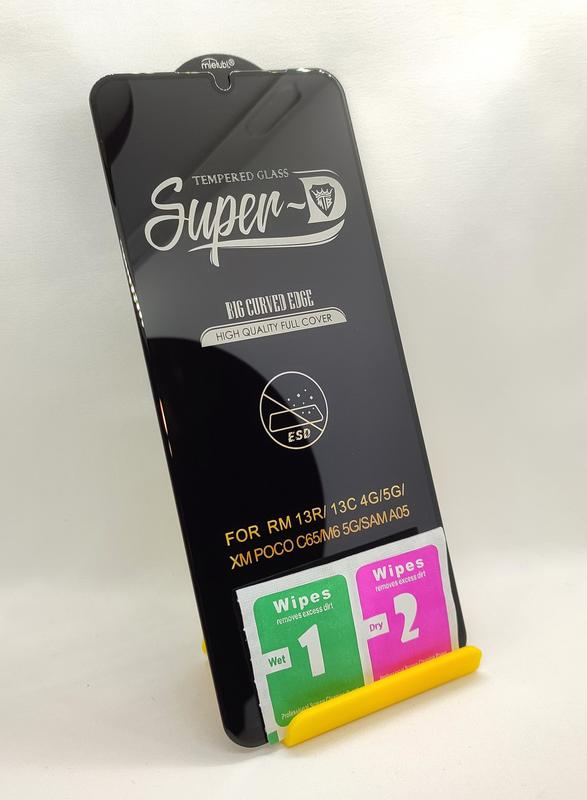 mietubl®
TEMPERED GLASS
Super-D
BIG CURVED EDGE
HIGH QUALITY FULL COVER
ESD
FOR RM 13R/ 13C 4G/5G/
XM POCO C65/M6 5G/SAM A05
Wipes
removes excess dirt
Wet
1
Wipes
removes excess dirt
Dry
2